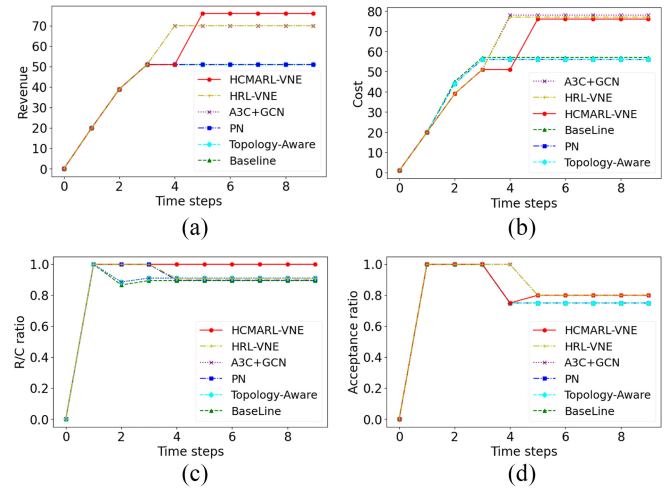 Revenue
70
60
50
40
30
20
10
0
0 2 4 6 8
Time steps
HCMARL-VNE
HRL-VNE
A3C+GCN
PN
Topology-Aware
Baseline
(a)
Cost
80
70
60
50
40
30
20
10
0
0 2 4 6 8
Time steps
A3C+GCN
HRL-VNE
HCMARL-VNE
BaseLine
PN
Topology-Aware
(b)
R/C ratio
1.0
0.8
0.6
0.4
0.2
0.0
0 2 4 6 8
Time steps
HCMARL-VNE
HRL-VNE
A3C+GCN
PN
Topology-Aware
BaseLine
(c)
Acceptance ratio
1.0
0.8
0.6
0.4
0.2
0.0
0 2 4 6 8
Time steps
HCMARL-VNE
HRL-VNE
A3C+GCN
PN
Topology-Aware
BaseLine
(d)